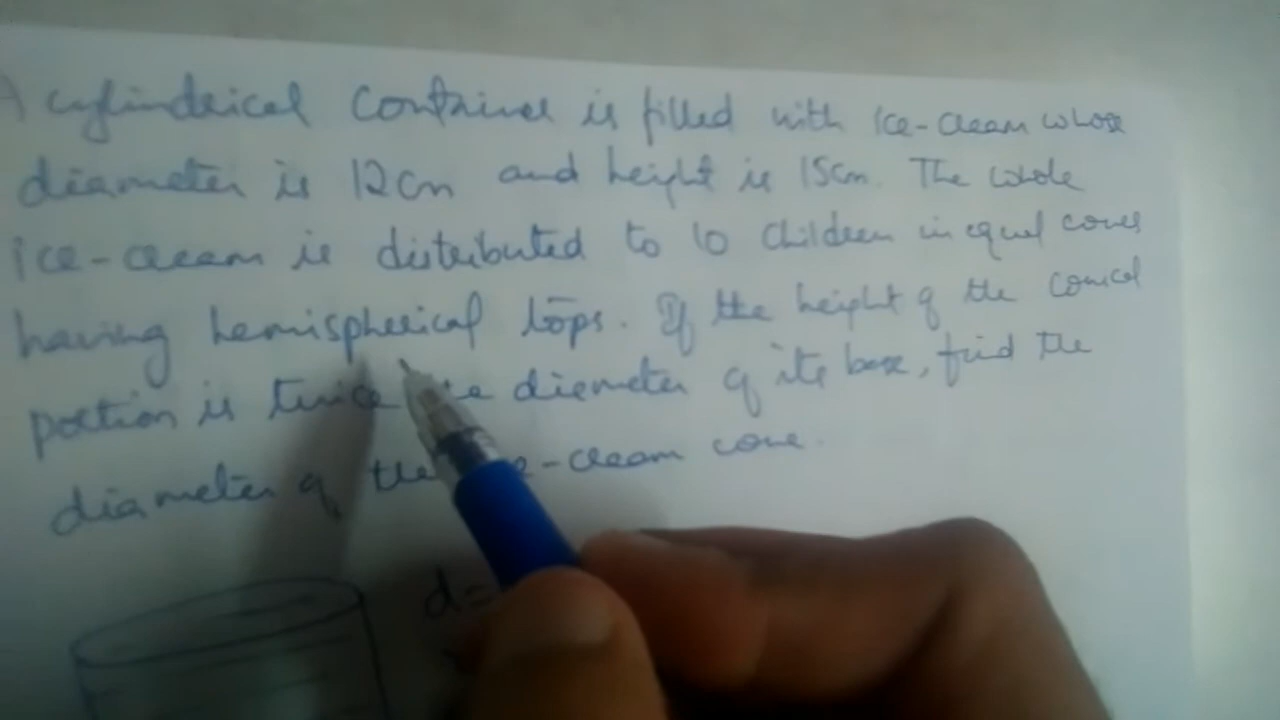 A cylindrical container is filled with ice-cream whose
diameter is 12cm and height is 15cm. The whole
ice-cream is distributed to 10 children in equal cones
having hemispherical tops. If the height of the conical
portion is twice diameter of its base, find the
diameter of the -cream cone.
d=